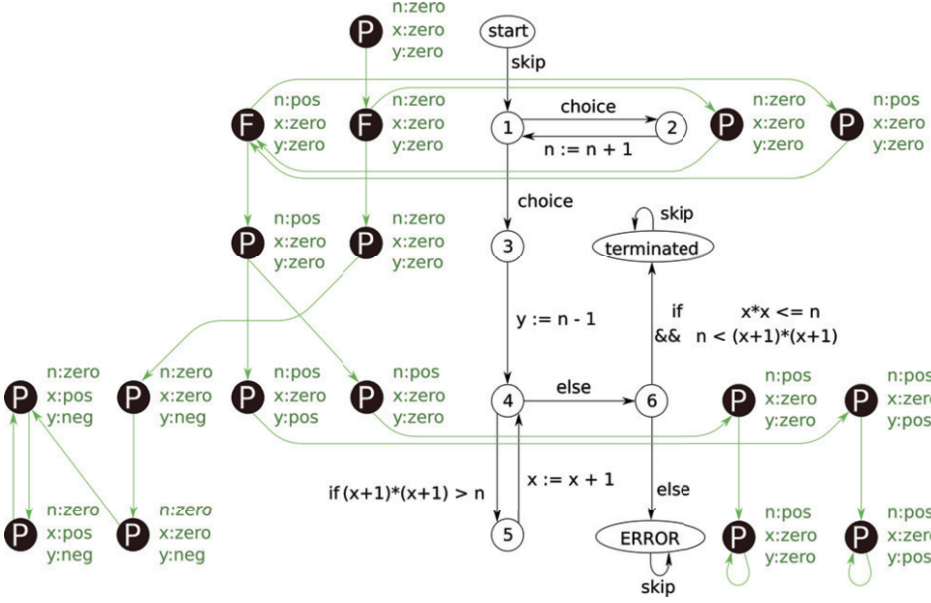 n:zero
P x:zero
y:zero
start
skip
n:pos
F x:zero
y:zero
n:zero
F x:zero
y:zero
1
choice
2
n := n + 1
n:zero
P x:zero
y:zero
n:pos
P x:zero
y:zero
choice
n:pos
P x:zero
y:zero
n:zero
P x:zero
y:zero
3
skip
terminated
y := n - 1
if x*x <= n
&& n < (x+1)*(x+1)
n:zero
P x:pos
y:neg
n:zero
P x:zero
y:neg
n:pos
P x:zero
y:pos
n:pos
P x:zero
y:zero
4
else
6
n:pos
P x:zero
y:zero
n:pos
P x:zero
y:pos
if (x+1)*(x+1) > n
x := x + 1
else
n:zero
P x:pos
y:neg
n:zero
P x:zero
y:neg
5
ERROR
skip
n:pos
P x:zero
y:zero
n:pos
P x:zero
y:pos